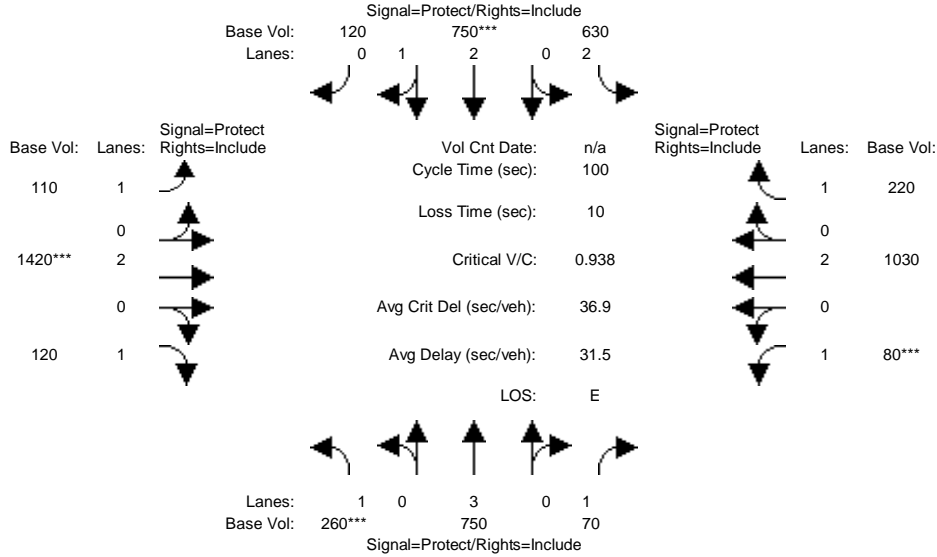 Signal=Protect/Rights=Include
Base Vol: 120 750*** 630
Lanes: 0 1 2 0 2
Signal=Protect
Base Vol: Lanes: Rights=Include
Vol Cnt Date: n/a
Signal=Protect
Rights=Include Lanes: Base Vol:
Cycle Time (sec): 100
110 1
1 220
Loss Time (sec): 10
0
0
1420*** 2
Critical V/C: 0.938
2 1030
0
Avg Crit Del (sec/veh): 36.9
0
120 1
Avg Delay (sec/veh): 31.5
1 80***
LOS: E
Lanes: 1 0 3 0 1
Base Vol: 260*** 750 70
Signal=Protect/Rights=Include